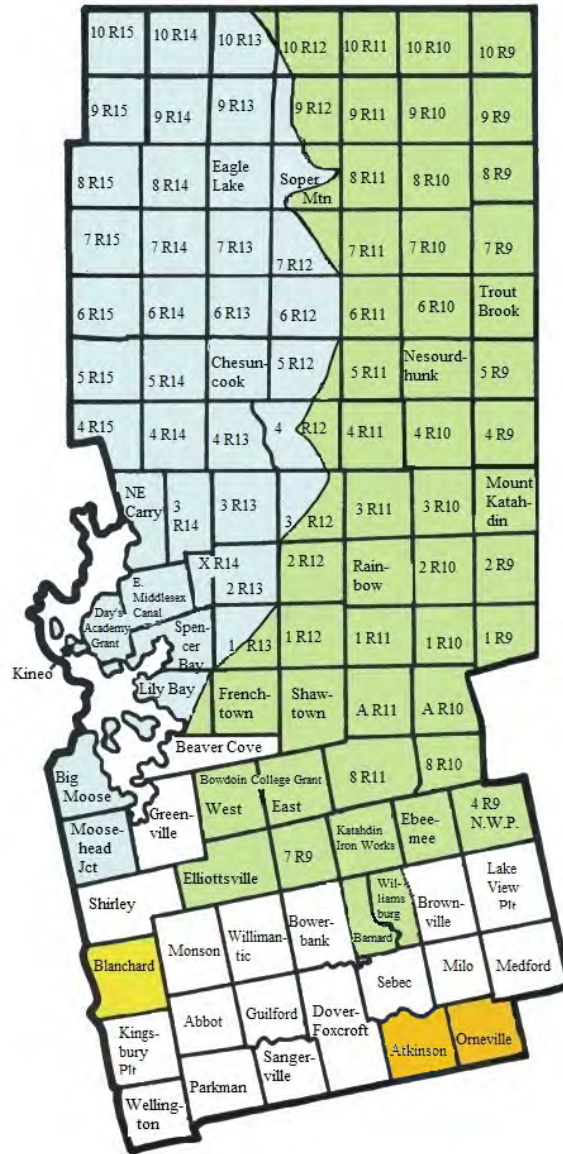 10 R15 10 R14 10 R13 10 R12 10 R11 10 R10 10 R9
9 R15 9 R14 9 R13 9 R12 9 R11 9 R10 9 R9
8 R15 8 R14 Eagle
Lake Soper
Mtn 8 R11 8 R10 8 R9
7 R15 7 R14 7 R13 7 R12 7 R11 7 R10 7 R9
6 R15 6 R14 6 R13 6 R12 6 R11 6 R10 Trout
Brook
5 R15 5 R14 Chesun-
cook 5 R12 5 R11 Nesourd-
hunk 5 R9
4 R15 4 R14 4 R13 4 R12 4 R11 4 R10 4 R9
NE
Carry 3
R14 3 R13 3 R12 3 R11 3 R10 Mount
Katah-
din
X R14 2 R13 2 R12 Rain-
bow 2 R10 2 R9
E.
Middlesex
Canal
Day's
Academy
Grant
Kineo
Spen-
cer
Bay
1 R13 1 R12 1 R11 1 R10 1 R9
Lily Bay French-
town Shaw-
town A R11 A R10
Beaver Cove
Big
Moose
Green-
ville
Bowdoin College Grant
West East
8 R11 8 R10
Moose-
head
Jct
Elliottsville
7 R9
Katahdin
Iron Works
Ebee-
mee
4 R9
N.W.P.
Shirley
Monson
Williman-
tic
Bower-
bank
Barnard
Wil-
liams
burg
Brown-
ville
Lake
View
Plt
Blanchard
Abbot
Guilford
Dover-
Foxcroft
Sebec
Milo
Medford
Kings-
bury
Plt
Parkman
Sanger-
ville
Atkinson
Orneville
Welling-
ton